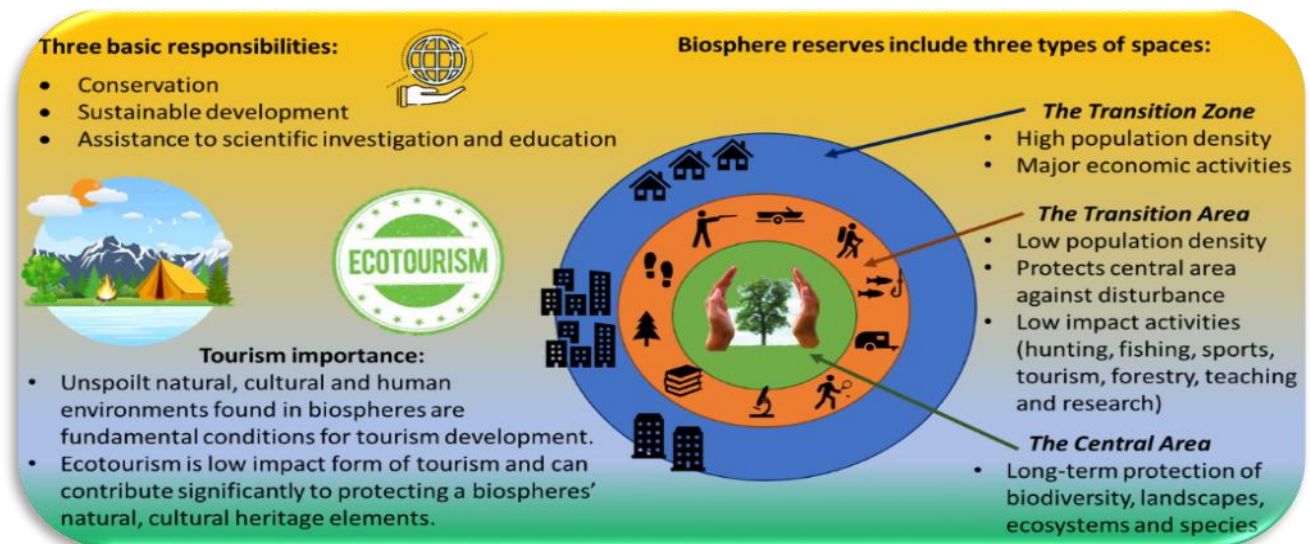 Three basic responsibilities:
• Conservation
• Sustainable development
• Assistance to scientific investigation and education
ECOTOURISM
Tourism importance:
• Unspoilt natural, cultural and human
environments found in biospheres are
fundamental conditions for tourism development.
• Ecotourism is low impact form of tourism and can
contribute significantly to protecting a biospheres’
natural, cultural heritage elements.
Biosphere reserves include three types of spaces:
The Transition Zone
• High population density
• Major economic activities
The Transition Area
• Low population density
• Protects central area
against disturbance
• Low impact activities
(hunting, fishing, sports,
tourism, forestry, teaching
and research)
The Central Area
• Long-term protection of
biodiversity, landscapes,
ecosystems and species